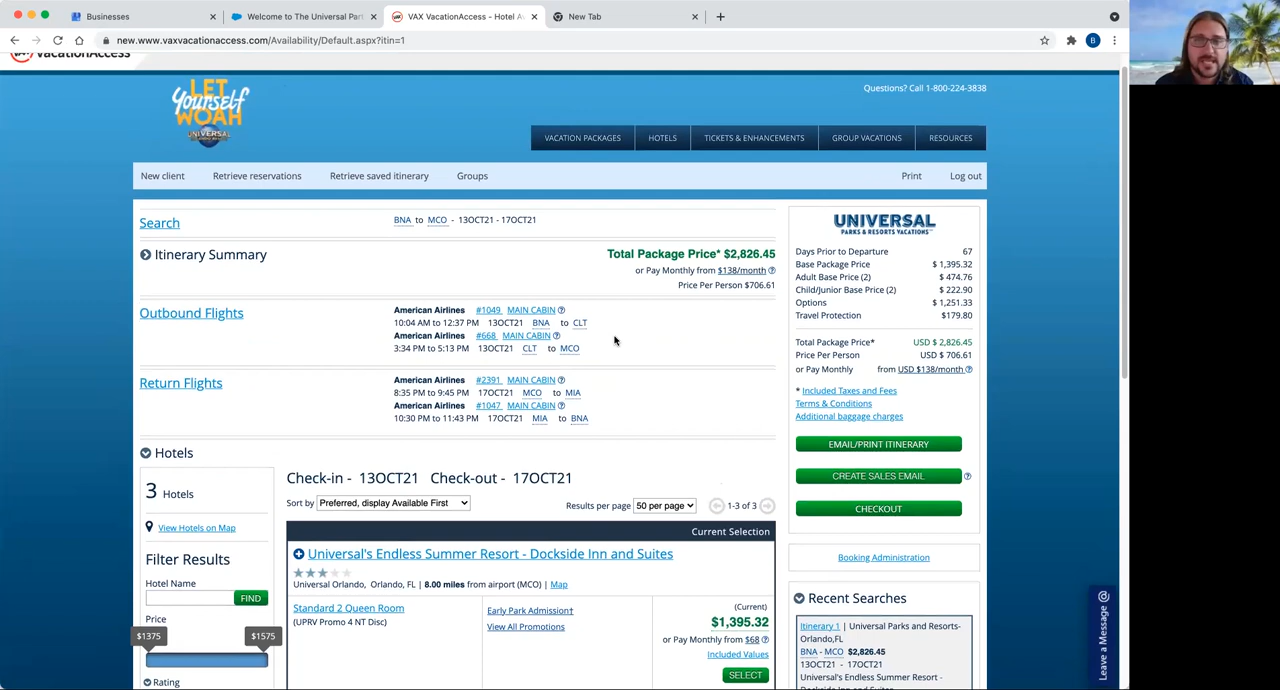 Businesses
Welcome to The Universal Par
VAX VacationAccess - Hotel Av
New Tab
new.www.vaxvacationaccess.com/Availability/Default.aspx?itin=1
B
VAX VacationAccess
LET
Yourself
WOAH
UNIVERSAL
Questions? Call 1-800-224-3838
VACATION PACKAGES
HOTELS
TICKETS & ENHANCEMENTS
GROUP VACATIONS
RESOURCES
New client
Retrieve reservations
Retrieve saved itinerary
Groups
Print
Log out
Search
BNA to MCO - 13OCT21 - 17OCT21
Itinerary Summary
Total Package Price* $2,826.45
or Pay Monthly from $138/month
Price Per Person $706.61
Outbound Flights
American Airlines #1049 MAIN CABIN
10:04 AM to 12:37 PM 13OCT21 BNA to CLT
American Airlines #668 MAIN CABIN
3:34 PM to 5:13 PM 13OCT21 CLT to MCO
Return Flights
American Airlines #2391 MAIN CABIN
8:35 PM to 9:45 PM 17OCT21 MCO to MIA
American Airlines #1047 MAIN CABIN
10:30 PM to 11:43 PM 17OCT21 MIA to BNA
Hotels
3 Hotels
View Hotels on Map
Filter Results
Hotel Name
FIND
Price
$1375
$1575
Rating
Check-in - 13OCT21 Check-out - 17OCT21
Sort by Preferred, display Available First
Results per page 50 per page 1-3 of 3
Current Selection
Universal's Endless Summer Resort - Dockside Inn and Suites
Universal Orlando, Orlando, FL | 8.00 miles from airport (MCO) | Map
Standard 2 Queen Room
(UPRV Promo 4 NT Disc)
Early Park Admission†
View All Promotions
(Current)
$1,395.32
or Pay Monthly from $68
Included Values
SELECT
UNIVERSAL
PARKS & RESORTS VACATIONS
Days Prior to Departure 67
Base Package Price $ 1,395.32
Adult Base Price (2) $ 474.76
Child/Junior Base Price (2) $ 222.90
Options $ 1,251.33
Travel Protection $179.80
Total Package Price* USD $ 2,826.45
Price Per Person USD $ 706.61
or Pay Monthly from USD $138/month
* Included Taxes and Fees
Terms & Conditions
Additional baggage charges
EMAIL/PRINT ITINERARY
CREATE SALES EMAIL
CHECKOUT
Booking Administration
Recent Searches
Itinerary 1 | Universal Parks and Resorts-
Orlando,FL
BNA - MCO $2,826.45
13OCT21 - 17OCT21
Universal's Endless Summer Resort -
Dockside Inn and Suites
Leave a Message @